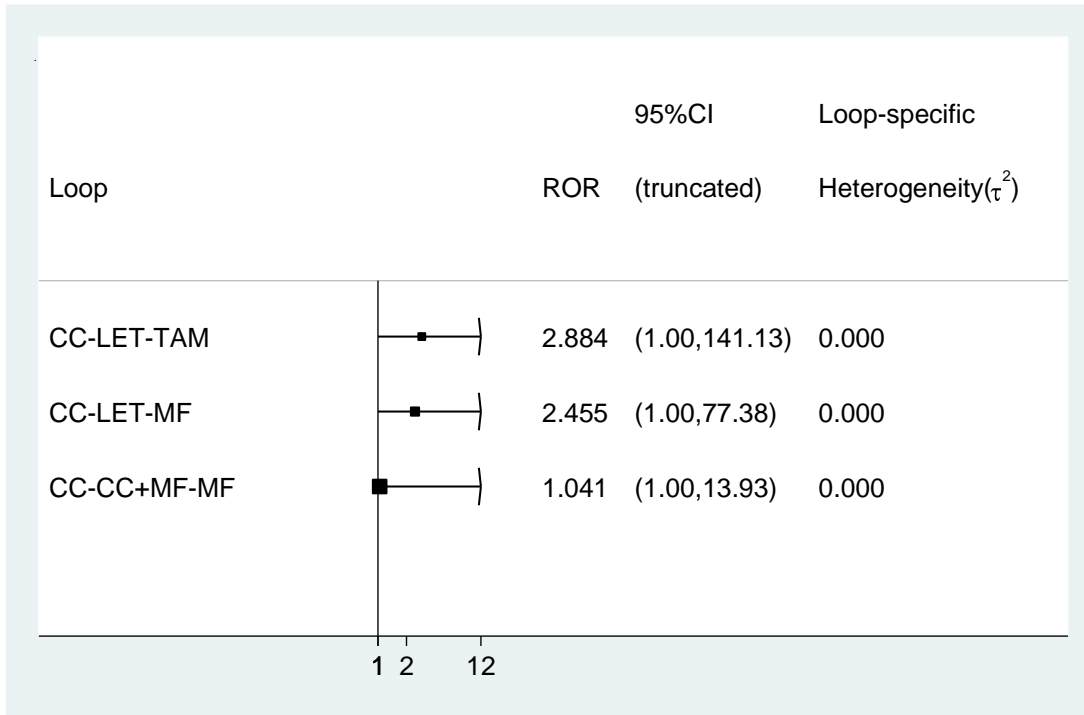 95%CI Loop-specific
Loop ROR (truncated) Heterogeneity(τ²)
CC-LET-TAM 2.884 (1.00,141.13) 0.000
CC-LET-MF 2.455 (1.00,77.38) 0.000
CC-CC+MF-MF 1.041 (1.00,13.93) 0.000
1 2 12